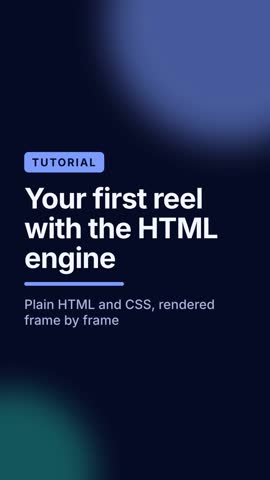 TUTORIAL
Your first reel
with the HTML
engine
Plain HTML and CSS, rendered
frame by frame